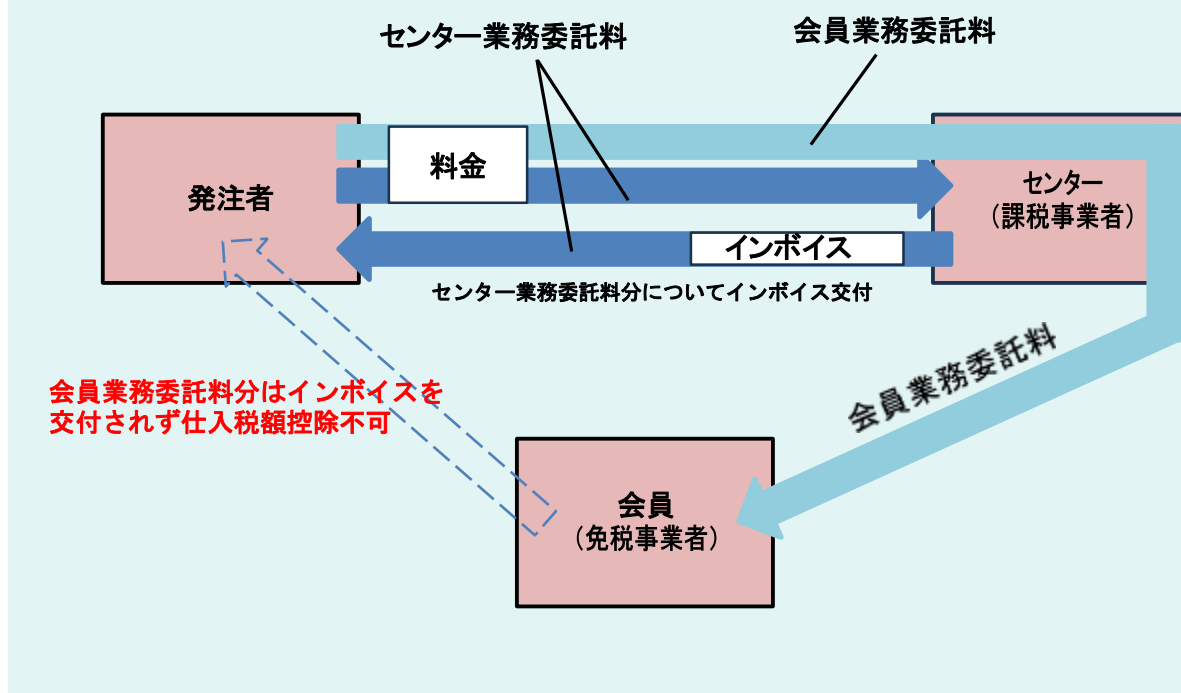 センター業務委託料
会員業務委託料
料金
発注者
センター
（課税事業者）
インボイス
センター業務委託料分についてインボイス交付
会員業務委託料
会員業務委託料分はインボイスを
交付されず仕入税額控除不可
会員
（免税事業者）